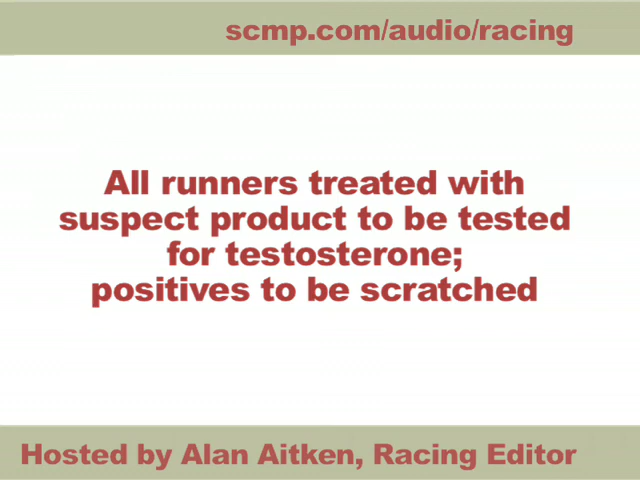 scmp.com/audio/racing
All runners treated with
suspect product to be tested
for testosterone;
positives to be scratched
Hosted by Alan Aitken, Racing Editor